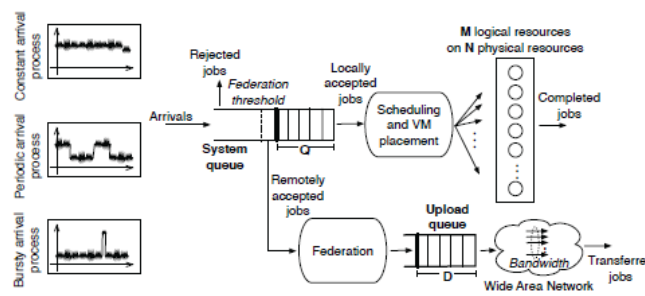 Constant arrival
process
Periodic arrival
process
Bursty arrival
process
Arrivals
Rejected
jobs
Federation
threshold
System
queue
Q
Locally
accepted
jobs
Scheduling
and VM
placement
M logical resources
on N physical resources
Completed
jobs
Remotely
accepted
jobs
Federation
Upload
queue
D
Bandwidth
Wide Area Network
Transferred
jobs